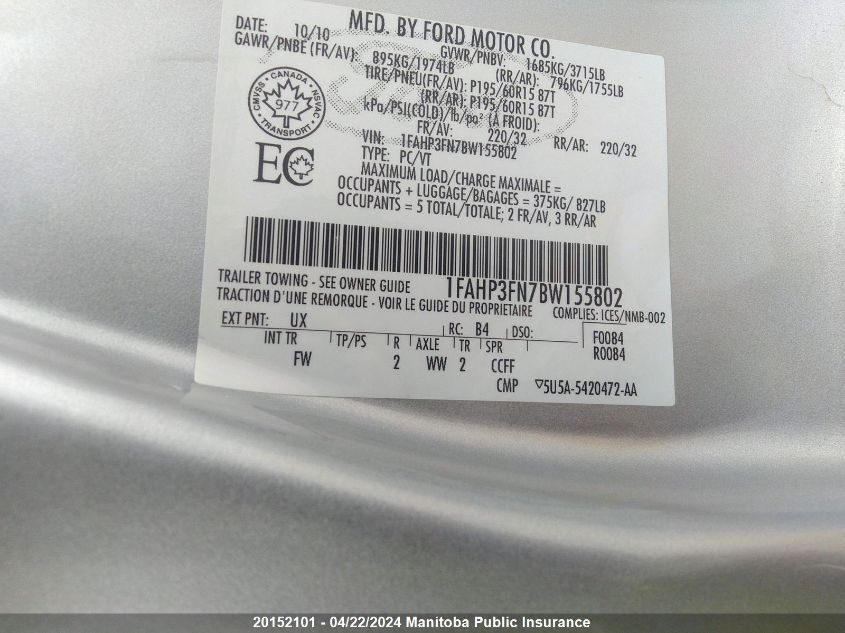 MFD. BY FORD MOTOR CO.
DATE: 10/10 GVWR/PNBV: 1685KG/3715LB
GAWR/PNBE (FR/AV): 895KG/1974LB (RR/AR): 796KG/1755LB
TIRE/PNEU(FR/AV): P195/60R15 87T
(RR/AR): P195/60R15 87T
kPa/PSI(COLD)/lb/pq² (À FROID):
FR/AV: 220/32 RR/AR: 220/32
VIN: 1FAHP3FN7BW155802
TYPE: PC/VT
MAXIMUM LOAD/CHARGE MAXIMALE =
OCCUPANTS + LUGGAGE/BAGAGES = 375KG/ 827LB
OCCUPANTS = 5 TOTAL/TOTALE; 2 FR/AV, 3 RR/AR
CANADA
CMVSS NSVAC
977
TRANSPORT
EC
1FAHP3FN7BW155802
TRAILER TOWING - SEE OWNER GUIDE
TRACTION D'UNE REMORQUE - VOIR LE GUIDE DU PROPRIETAIRE
COMPLIES: ICES/NMB-002
EXT PNT: UX RC: B4 DSO: F0084
INT TR TP/PS R AXLE TR SPR R0084
FW 2 WW 2 CCFF
CMP ▽5U5A-5420472-AA
20152101 - 04/22/2024 Manitoba Public Insurance